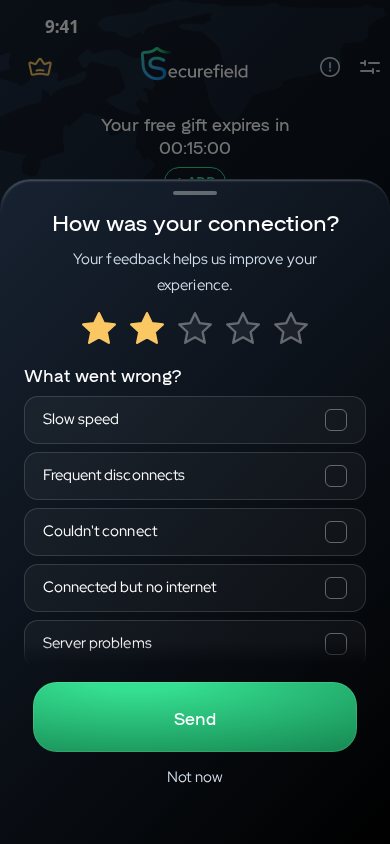 9:41
Securefield
Your free gift expires in
00:15:00
How was your connection?
Your feedback helps us improve your
experience.
What went wrong?
Slow speed
Frequent disconnects
Couldn't connect
Connected but no internet
Server problems
Send
Not now